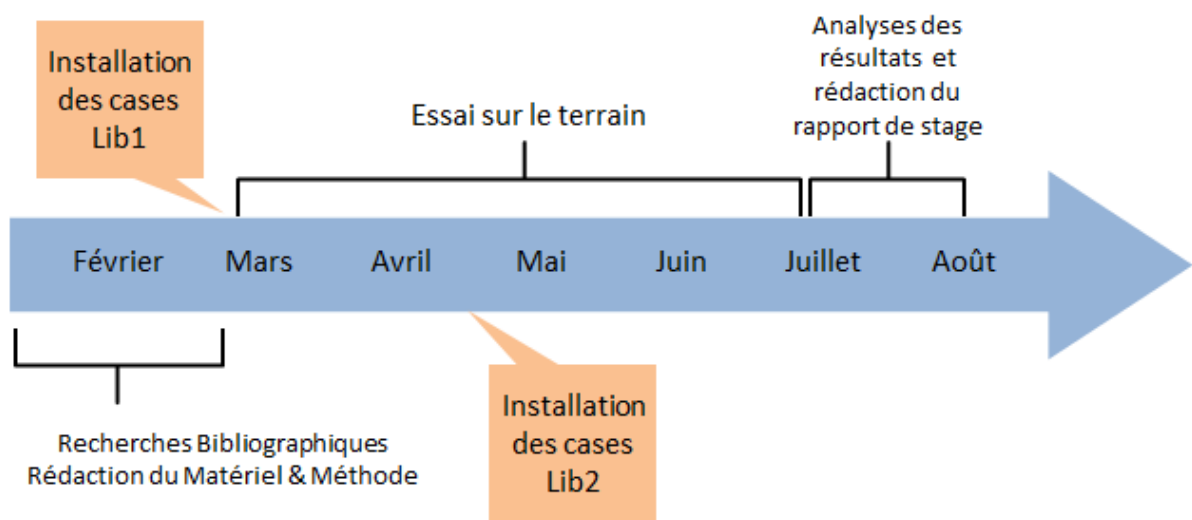 Installation
des cases
Lib1
Essai sur le terrain
Analyses des
résultats et
rédaction du
rapport de stage
Février Mars Avril Mai Juin Juillet Août
Recherches Bibliographiques
Rédaction du Matériel & Méthode
Installation
des cases
Lib2